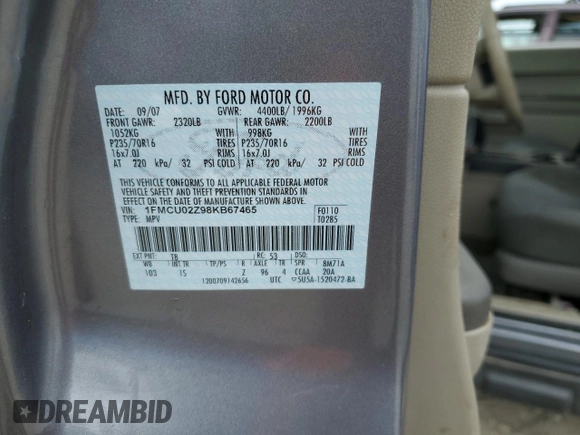 MFD. BY FORD MOTOR CO.
DATE: 09/07 GVWR: 4400LB/ 1996KG
FRONT GAWR: 2320LB REAR GAWR: 2200LB
1052KG WITH 998KG WITH
P235/70R16 TIRES P235/70R16 TIRES
16x7.0J RIMS 16x7.0J RIMS
AT 220 kPa/ 32 PSI COLD AT 220 kPa/ 32 PSI COLD
THIS VEHICLE CONFORMS TO ALL APPLICABLE FEDERAL MOTOR
VEHICLE SAFETY AND THEFT PREVENTION STANDARDS IN
EFFECT ON THE DATE OF MANUFACTURE SHOWN ABOVE.
VIN: 1FMCU02Z98KB67465 F0110
TYPE: MPV T0285
EXT PNT: TB RC: 53 DSO:
WB INT TR TP/PS R AXLE TR SPR 8M71A
103 I5 Z 96 4 CCAA 20A
1200709142656 UTC 5U5A-1520472-BA
DREAMBID